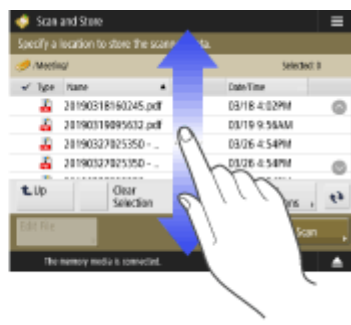 Scan and Store
Specify a location to store the scanned data.
/Meeting/ Selected: 0
Type Name Date/Time
20190318160245.pdf 03/18 4:02PM
20190319095632.pdf 03/19 9:56AM
20190327025350 - .. 03/26 4:54PM
20190327025350 - .. 03/26 4:54PM
Up Clear Selection
Edit File Scan
The memory media is connected.